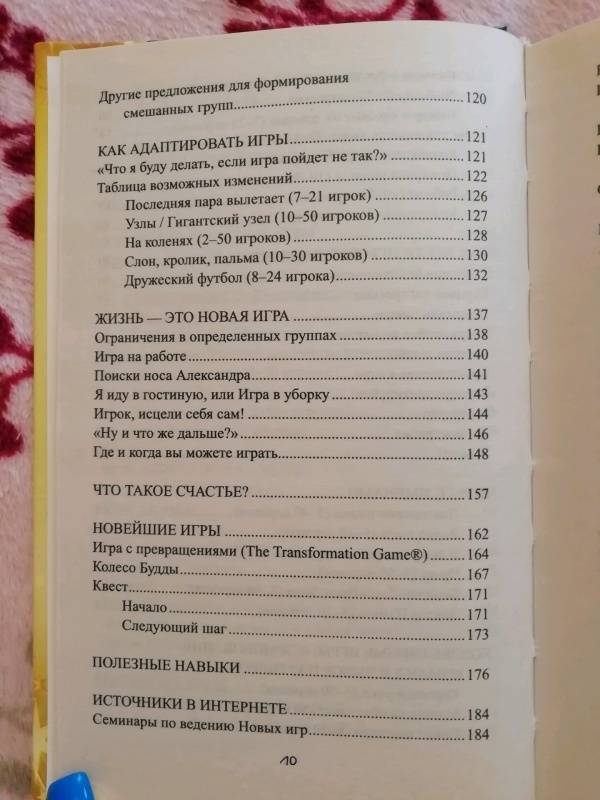 Другие предложения для формирования
смешанных групп 120
КАК АДАПТИРОВАТЬ ИГРЫ 121
«Что я буду делать, если игра пойдет не так?» 121
Таблица возможных изменений 122
Последняя пара вылетает (7–21 игрок) 126
Узлы / Гигантский узел (10–50 игроков) 127
На коленях (2–50 игроков) 128
Слон, кролик, пальма (10–30 игроков) 130
Дружеский футбол (8–24 игрока) 132
ЖИЗНЬ — ЭТО НОВАЯ ИГРА 137
Ограничения в определенных группах 138
Игра на работе 140
Поиски носа Александра 141
Я иду в гостиную, или Игра в уборку 143
Игрок, исцели себя сам! 144
«Ну и что же дальше?» 146
Где и когда вы можете играть 148
ЧТО ТАКОЕ СЧАСТЬЕ? 157
НОВЕЙШИЕ ИГРЫ 162
Игра с превращениями (The Transformation Game®) 164
Колесо Будды 167
Квест 171
Начало 171
Следующий шаг 173
ПОЛЕЗНЫЕ НАВЫКИ 176
ИСТОЧНИКИ В ИНТЕРНЕТЕ 184
Семинары по ведению Новых игр 184
10